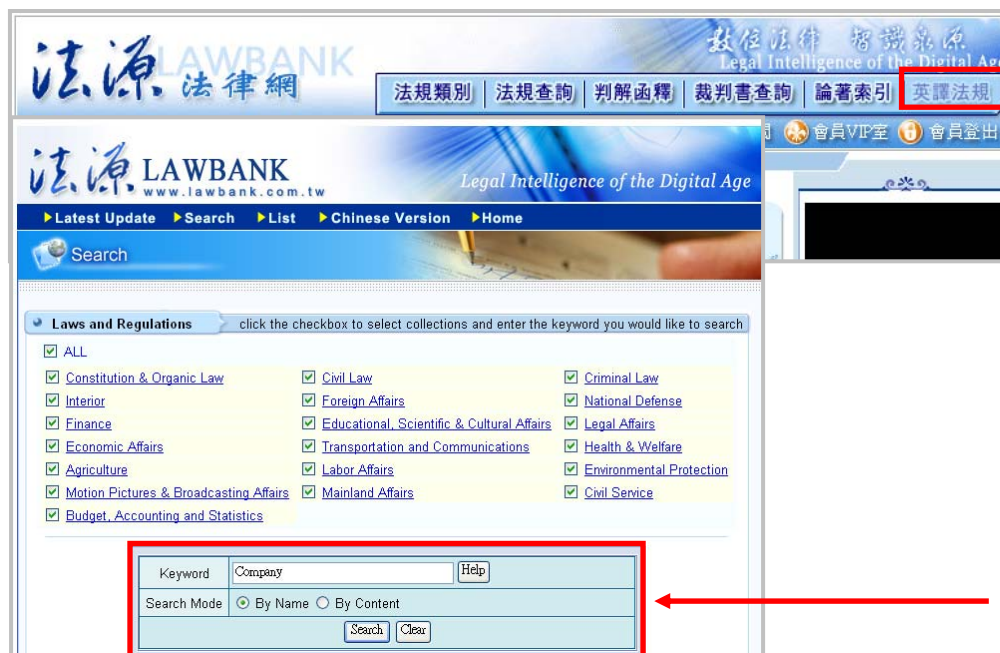 法源 法律網
LAWBANK
數位法律 智識泉源
Legal Intelligence of the Digital Age
法規類別 法規查詢 判解函釋 裁判書查詢 論著索引 英譯法規
會員VIP室 會員登出
法源 LAWBANK
www.lawbank.com.tw
Legal Intelligence of the Digital Age
Latest Update Search List Chinese Version Home
Search
Laws and Regulations click the checkbox to select collections and enter the keyword you would like to search
ALL
Constitution & Organic Law Civil Law Criminal Law
Interior Foreign Affairs National Defense
Finance Educational, Scientific & Cultural Affairs Legal Affairs
Economic Affairs Transportation and Communications Health & Welfare
Agriculture Labor Affairs Environmental Protection
Motion Pictures & Broadcasting Affairs Mainland Affairs Civil Service
Budget, Accounting and Statistics
Keyword Company Help
Search Mode By Name By Content
Search Clear